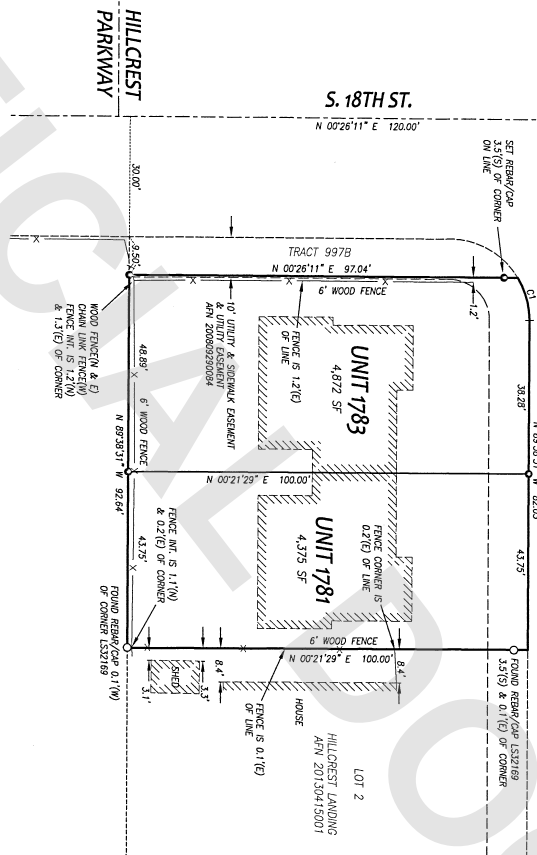 HILLCREST
PARKWAY
S. 18TH ST.
N 00°26'11" E 120.00'
SET REBAR/CAP
3.5'(S) OF CORNER
ON LINE
30.00'
9.50'
TRACT 997B
N 00°26'11" E 97.04'
6' WOOD FENCE
1.2'
C1
38.28'
43.75'
FENCE IS 1.2'(E)
OF LINE
10' UTILITY & SIDEWALK EASEMENT
& UTILITY EASEMENT
AFN 200809290084
WOOD FENCE(N & E)
CHAIN LINK FENCE(W)
FENCE INT. IS 1.2'(N)
& 1.3'(E) OF CORNER
UNIT 1783
4,872 SF
48.89'
6' WOOD FENCE
N 89°38'31" W 92.64'
43.75'
N 00°21'29" E 100.00'
UNIT 1781
4,375 SF
FENCE CORNER IS
0.2'(E) OF LINE
FENCE INT. IS 1.1'(N)
& 0.2'(E) OF CORNER
FOUND REBAR/CAP 0.1'(W)
OF CORNER LS32169
6' WOOD FENCE
N 00°21'29" E 100.00'
FOUND REBAR/CAP LS32169
3.5'(S) & 0.1'(E) OF CORNER
8.4'
8.4'
SHED
3.3'
3.1'
HOUSE
FENCE IS 0.1'(E)
OF LINE
LOT 2
HILLCREST LANDING
AFN 20130415001